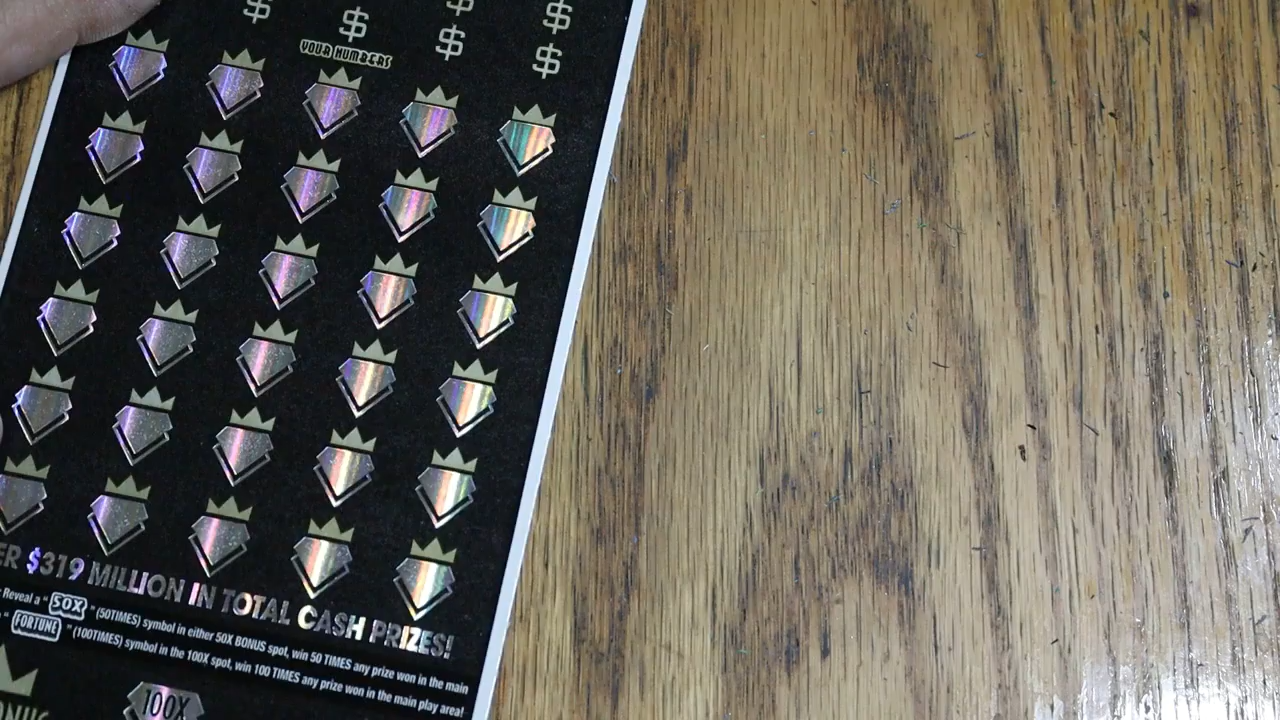 $ $ $ $
$ $
YOUR NUMBERS
ER $319 MILLION IN TOTAL CASH PRIZES!
Reveal a " 50X " (50TIMES) symbol in either 50X BONUS spot, win 50 TIMES any prize won in the main
" FORTUNE " (100TIMES) symbol in the 100X spot, win 100 TIMES any prize won in the main play area!
BONUS
100X